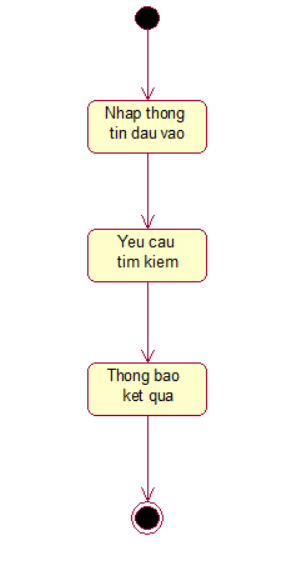 Nhap thong
tin dau vao
Yeu cau
tim kiem
Thong bao
ket qua